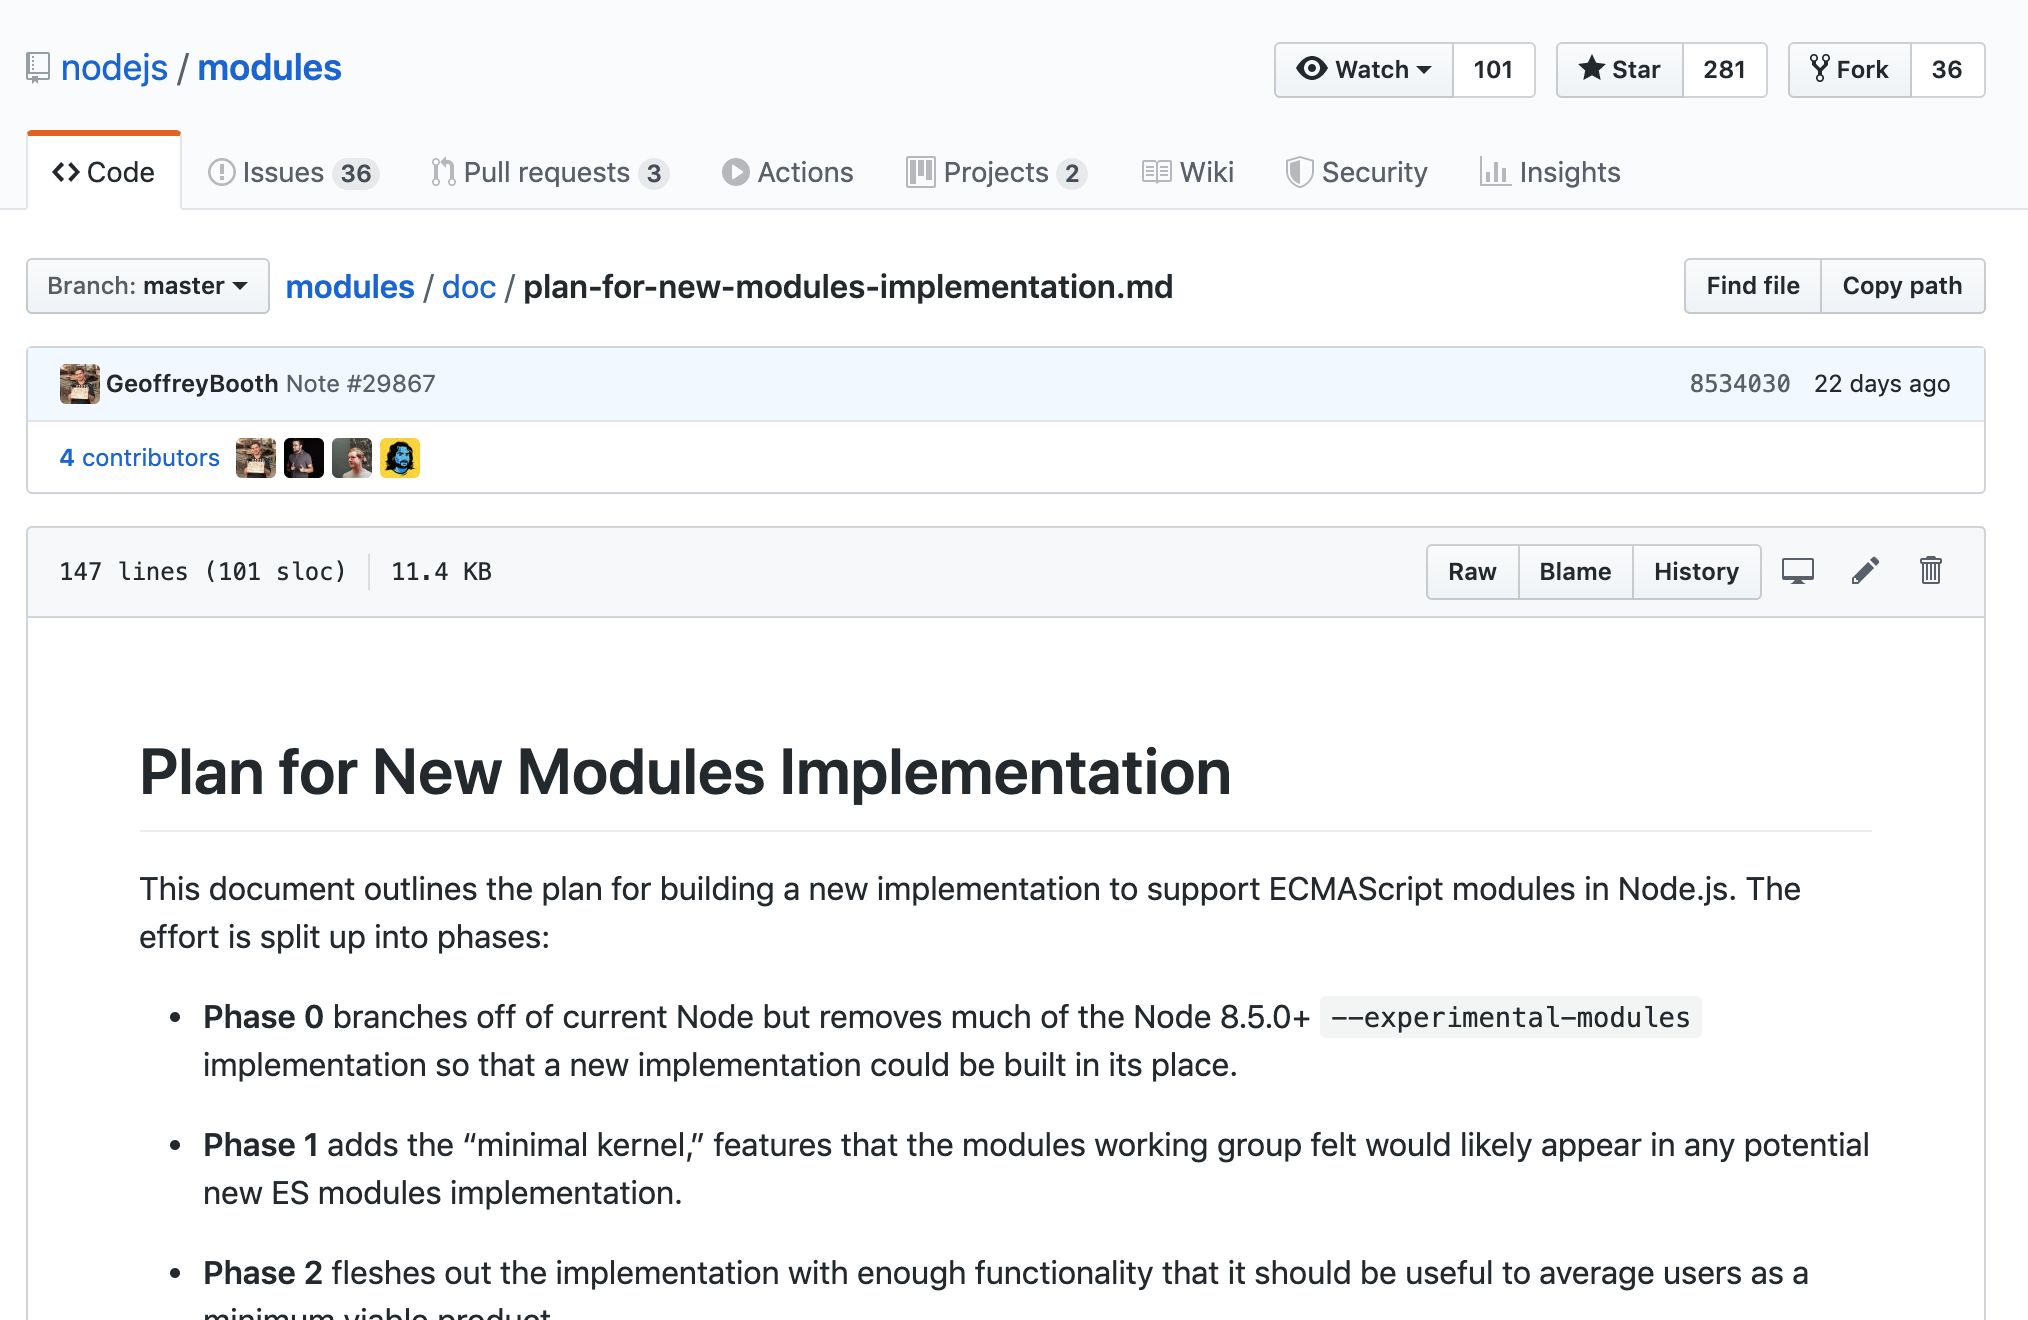 nodejs / modules
Watch 101 Star 281 Fork 36
Code Issues 36 Pull requests 3 Actions Projects 2 Wiki Security Insights
Branch: master modules / doc / plan-for-new-modules-implementation.md Find file Copy path
GeoffreyBooth Note #29867 8534030 22 days ago
4 contributors
147 lines (101 sloc) 11.4 KB Raw Blame History
Plan for New Modules Implementation
This document outlines the plan for building a new implementation to support ECMAScript modules in Node.js. The
effort is split up into phases:
• Phase 0 branches off of current Node but removes much of the Node 8.5.0+ --experimental-modules
implementation so that a new implementation could be built in its place.
• Phase 1 adds the “minimal kernel,” features that the modules working group felt would likely appear in any potential
new ES modules implementation.
• Phase 2 fleshes out the implementation with enough functionality that it should be useful to average users as a
minimum viable product